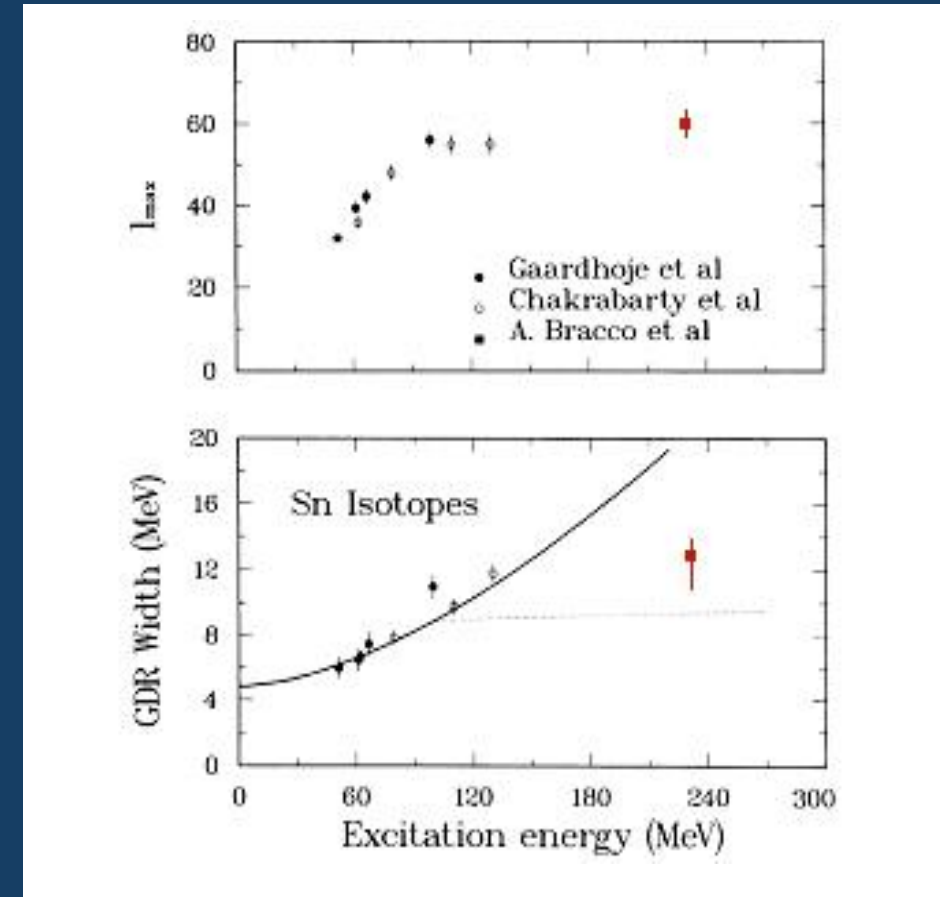 80
60
40
20
0
lmax
Gaardhoje et al
Chakrabarty et al
A. Bracco et al
20
16
12
8
4
0
GDR Width (MeV)
Sn Isotopes
0 60 120 180 240 300
Excitation energy (MeV)